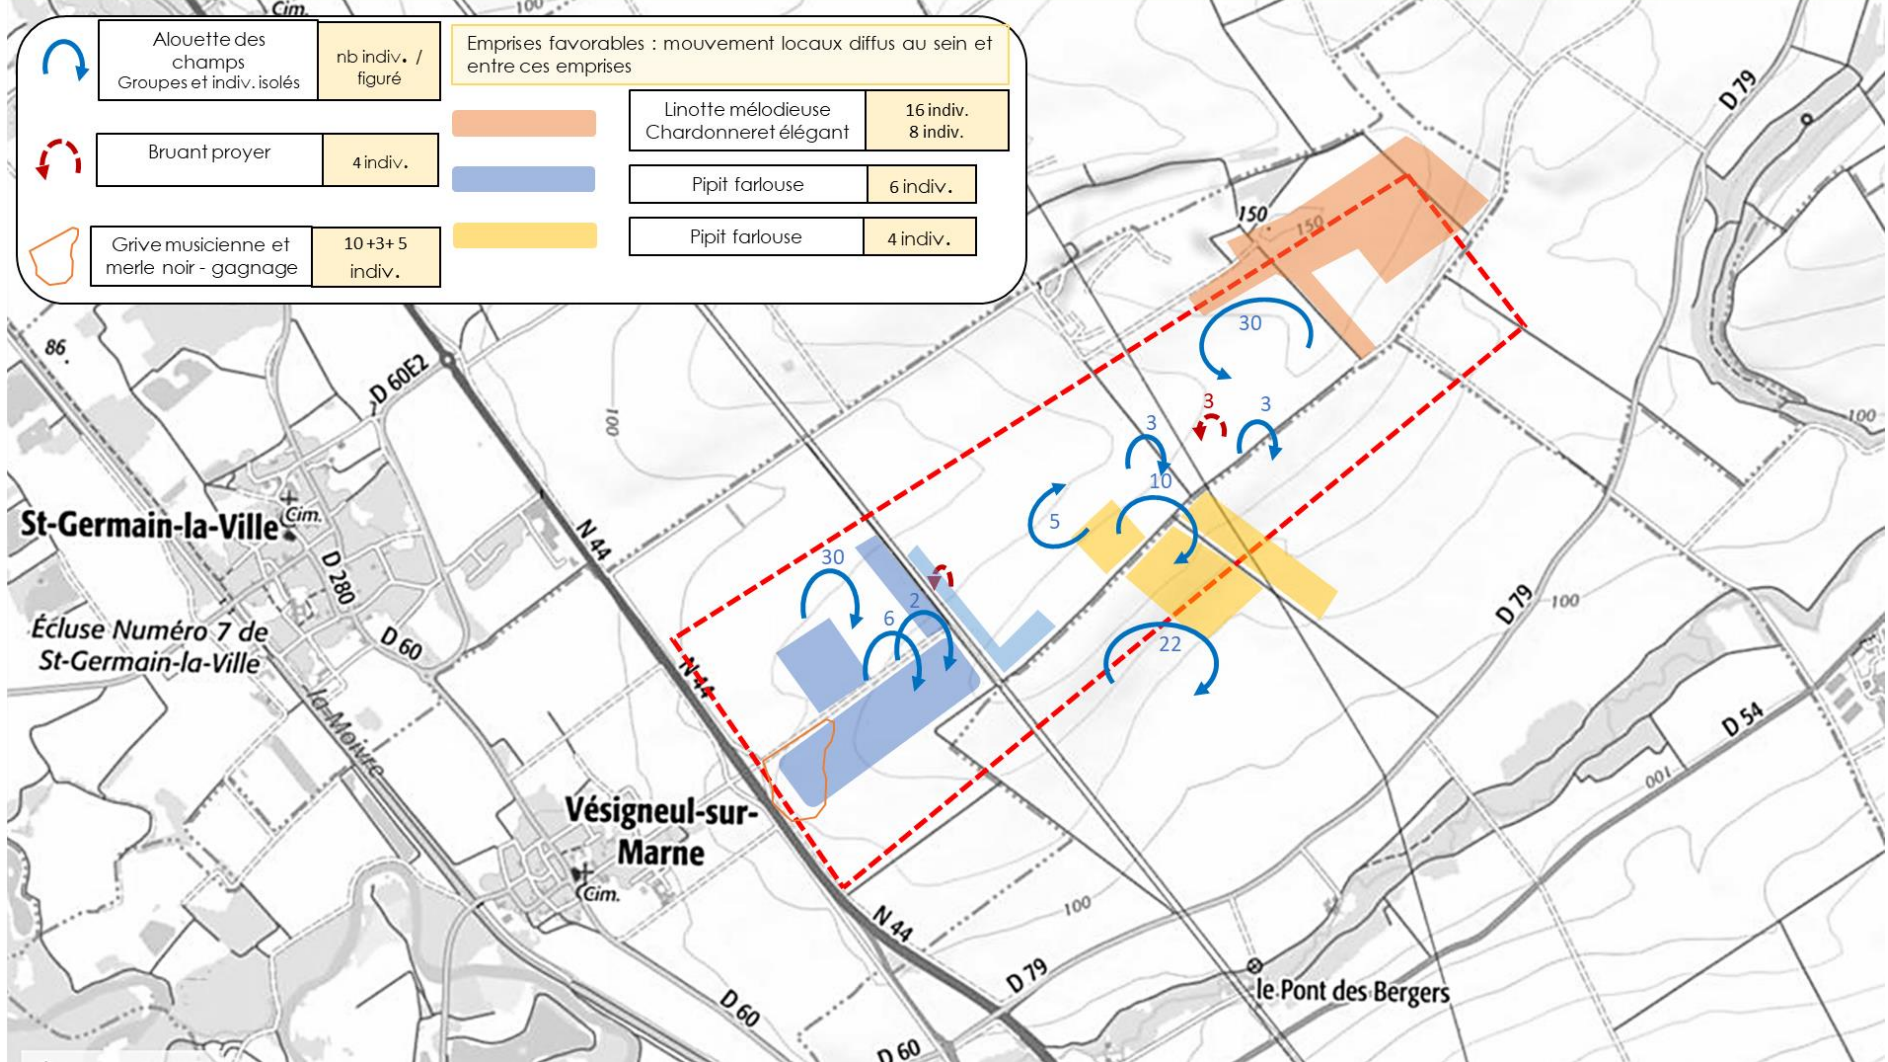 Cim.
100
Alouette des
champs
Groupes et indiv. isolés
nb indiv. /
figuré
Emprises favorables : mouvement locaux diffus au sein et
entre ces emprises
Linotte mélodieuse
Chardonneret élégant
16 indiv.
8 indiv.
Bruant proyer
4 indiv.
Pipit farlouse
6 indiv.
Grive musicienne et
merle noir - gagnage
10 +3+ 5
indiv.
Pipit farlouse
4 indiv.
D 79
150
150
30
86
D 60E2
100
3
3
3
100
10
5
St-Germain-la-Ville
Cim.
N 44
D 280
30
2
6
22
D 79
100
Écluse Numéro 7 de
St-Germain-la-Ville
D 60
N 44
la Moivre
D 54
100
Vésigneul-sur-
Marne
Cim.
100
N 44
D 79
le Pont des Bergers
D 60
D 60